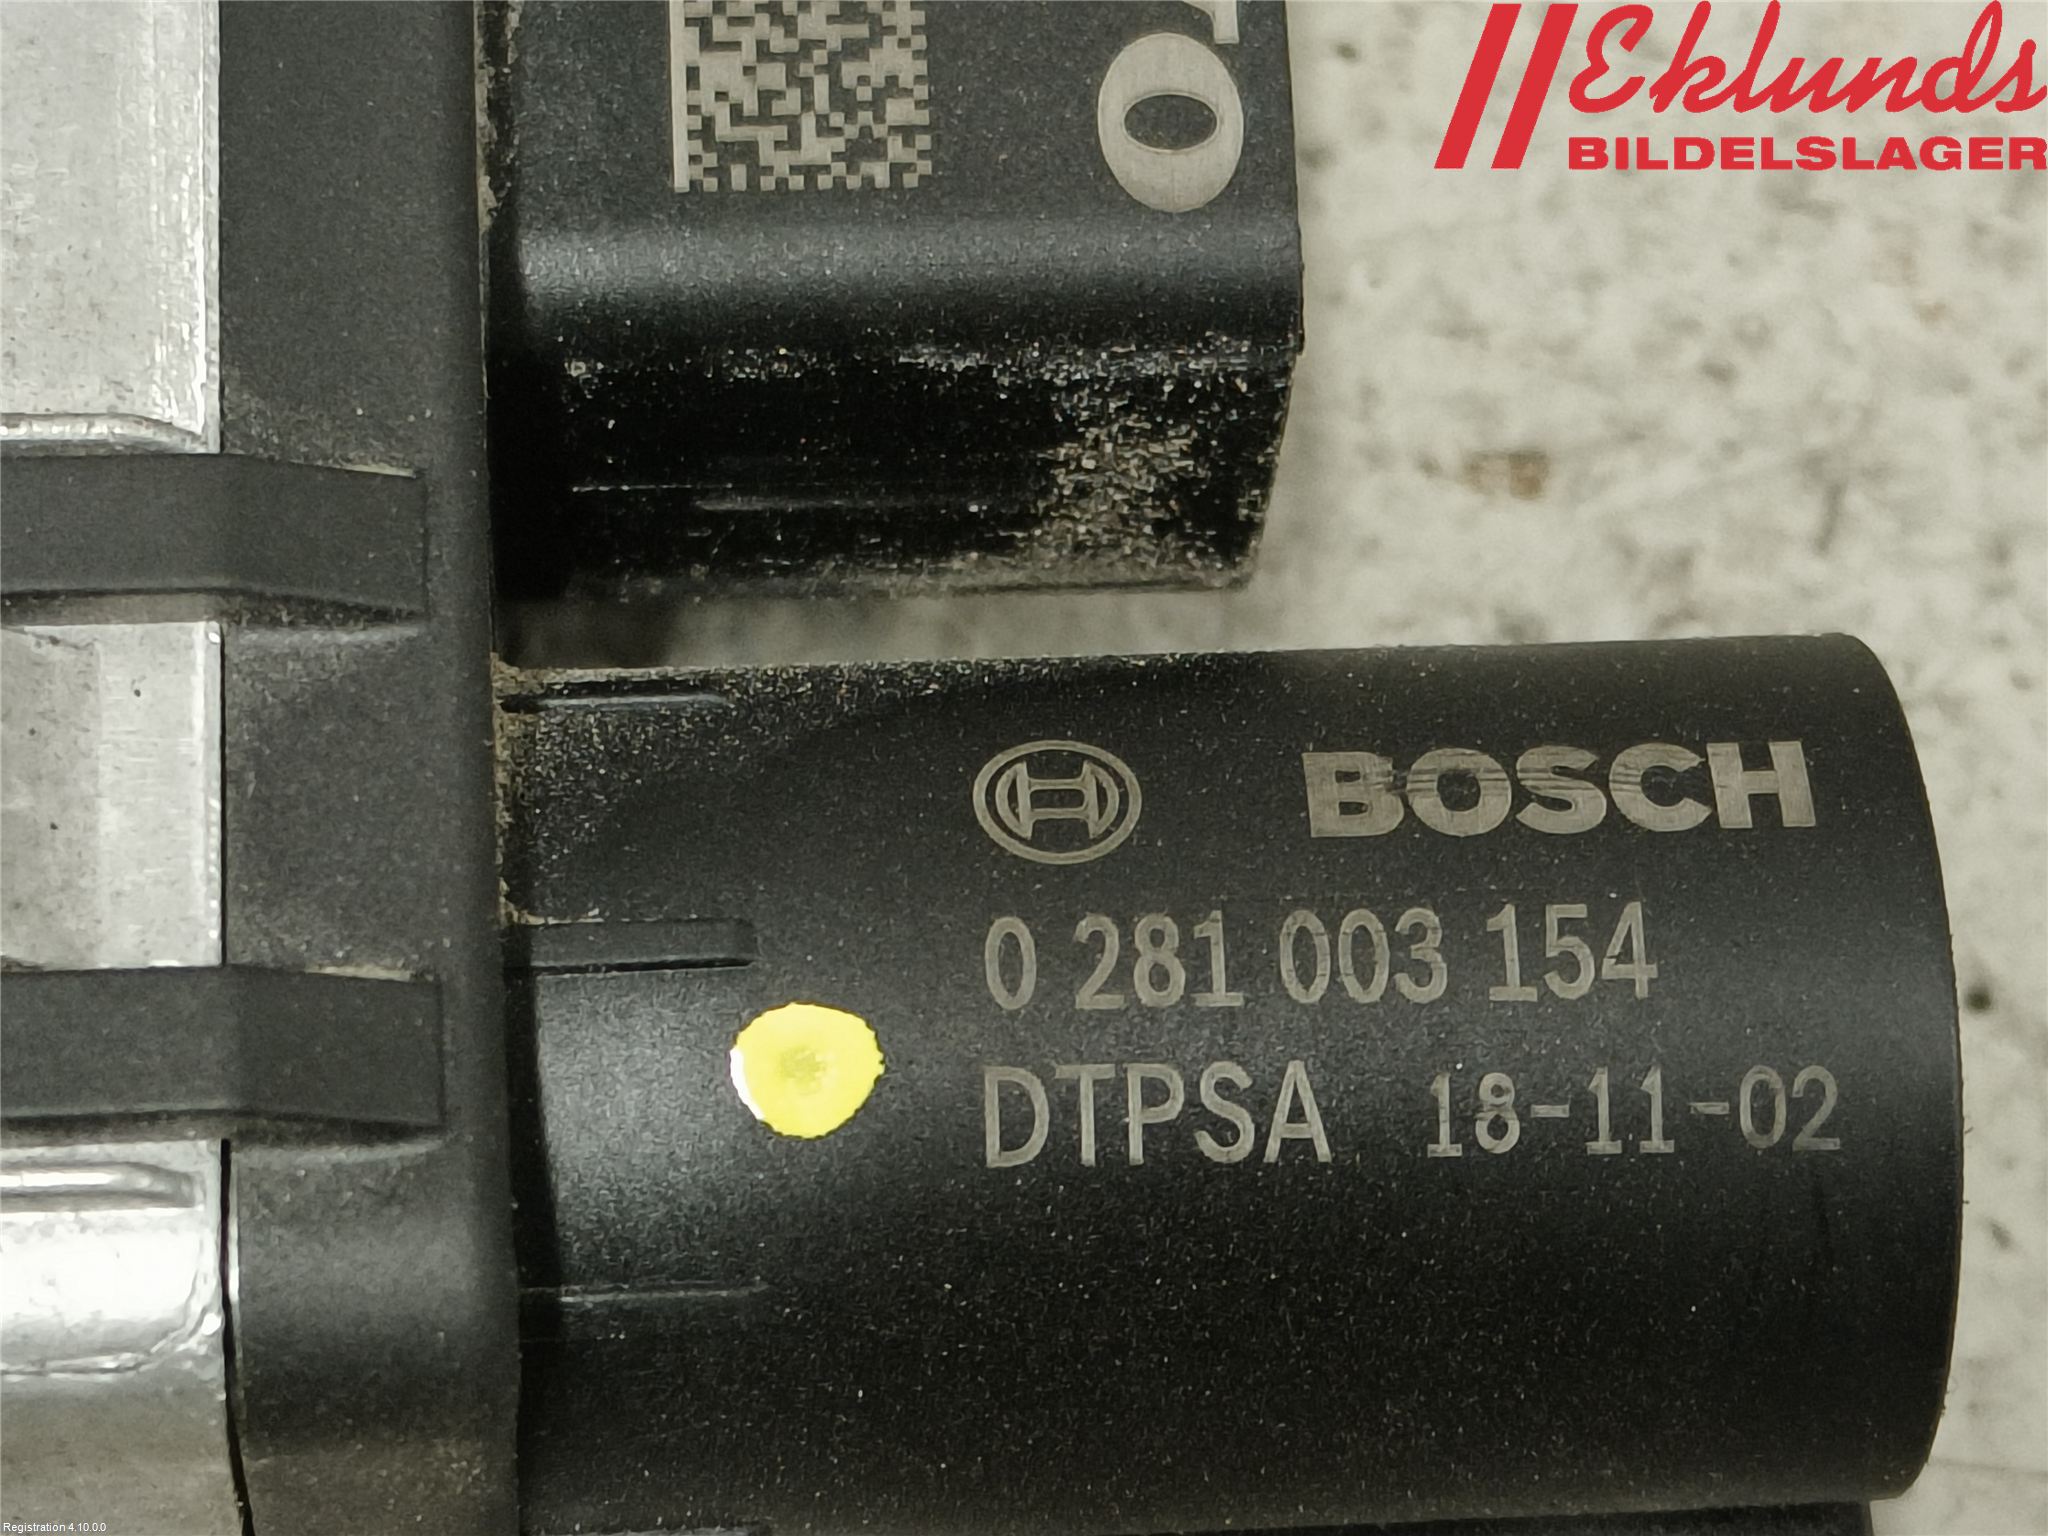 Eklunds
BILDELSLAGER
BOSCH
0 281 003 154
DTPSA 18-11-02
Registration 4.10.0.0